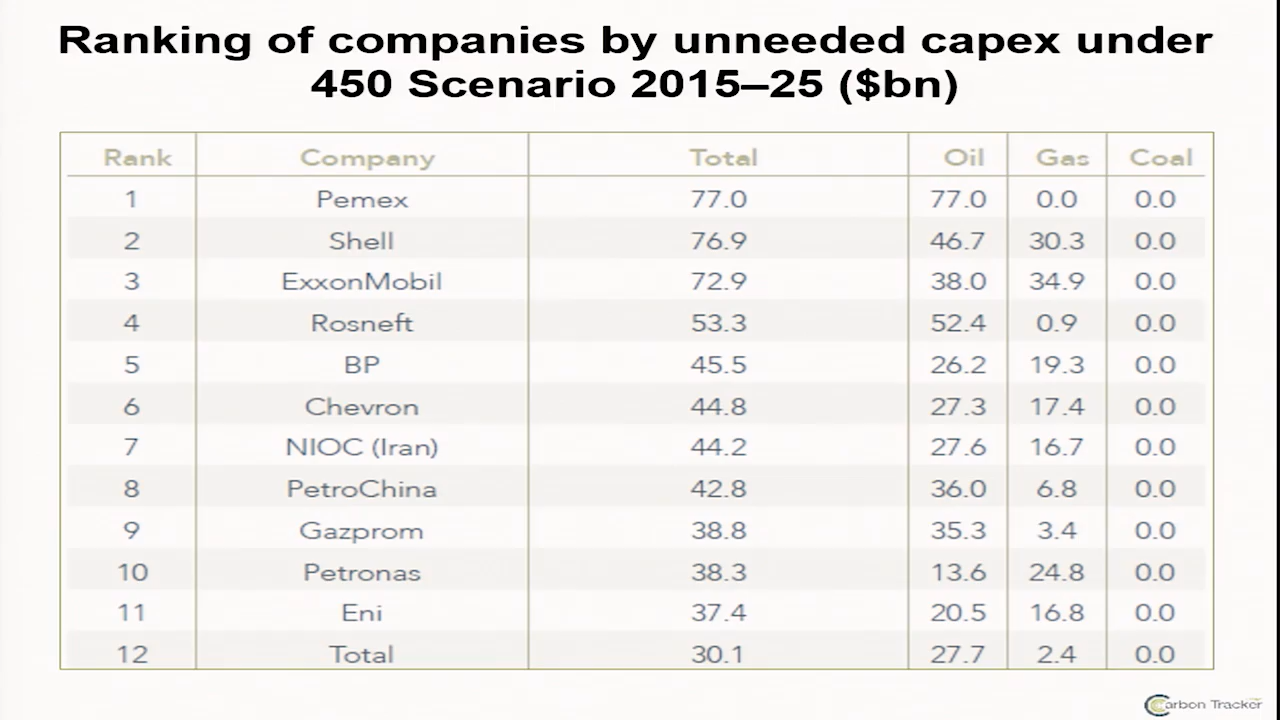 Ranking of companies by unneeded capex under
450 Scenario 2015–25 ($bn)
Rank Company Total Oil Gas Coal
1 Pemex 77.0 77.0 0.0 0.0
2 Shell 76.9 46.7 30.3 0.0
3 ExxonMobil 72.9 38.0 34.9 0.0
4 Rosneft 53.3 52.4 0.9 0.0
5 BP 45.5 26.2 19.3 0.0
6 Chevron 44.8 27.3 17.4 0.0
7 NIOC (Iran) 44.2 27.6 16.7 0.0
8 PetroChina 42.8 36.0 6.8 0.0
9 Gazprom 38.8 35.3 3.4 0.0
10 Petronas 38.3 13.6 24.8 0.0
11 Eni 37.4 20.5 16.8 0.0
12 Total 30.1 27.7 2.4 0.0
Carbon Tracker